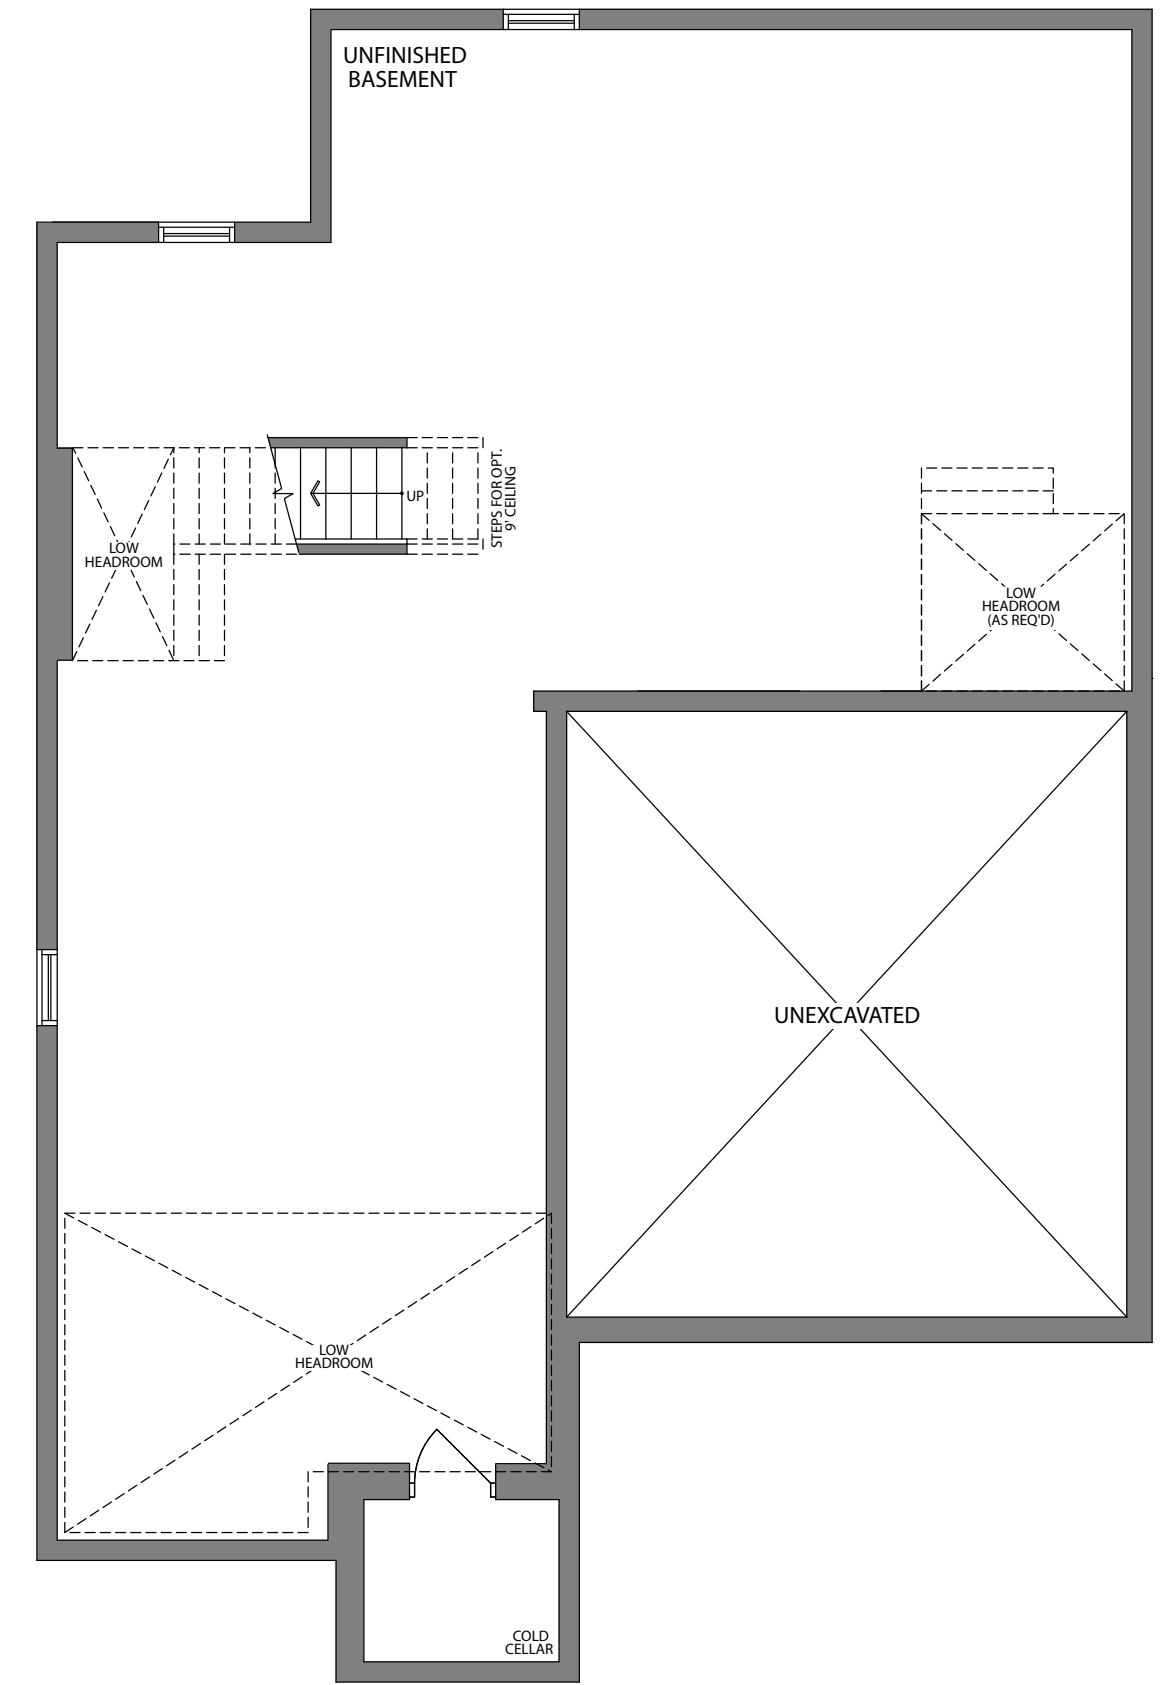 UNFINISHED
BASEMENT
UP
STEPS FOR OPT.
9' CEILING
LOW
HEADROOM
LOW
HEADROOM
(AS REQ'D)
UNEXCAVATED
LOW
HEADROOM
COLD
CELLAR